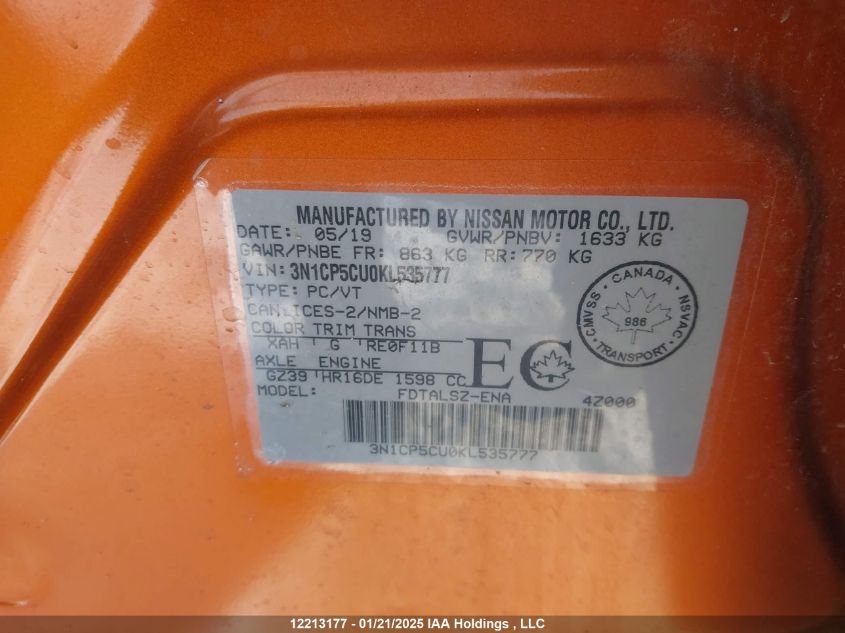 MANUFACTURED BY NISSAN MOTOR CO., LTD.
DATE: 05/19 GVWR/PNBV: 1633 KG
GAWR/PNBE FR: 863 KG RR: 770 KG
VIN: 3N1CP5CU0KL535777
TYPE: PC/VT
CAN ICES-2/NMB-2
COLOR TRIM TRANS
XAH G RE0F11B
AXLE ENGINE
GZ39 HR16DE 1598 CC
MODEL: FDTALSZ-ENA 4Z000
EC
CANADA
CMVSS NSVAC
986
TRANSPORT
3N1CP5CU0KL535777
12213177 - 01/21/2025 IAA Holdings , LLC